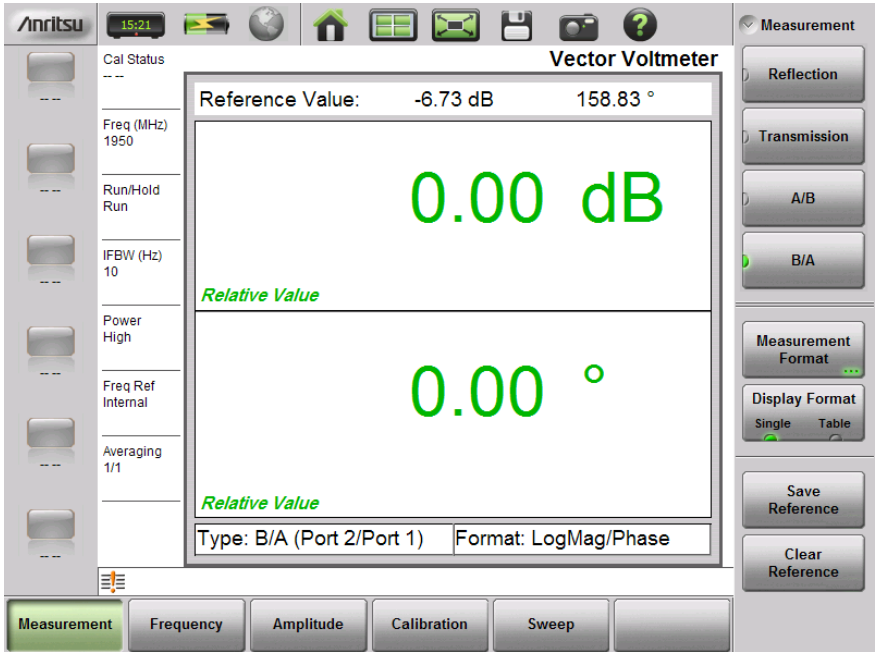 Anritsu
15:21
?
Measurement
Cal Status
-- --
Vector Voltmeter
Reference Value: -6.73 dB 158.83 °
Freq (MHz)
1950
Run/Hold
Run
IFBW (Hz)
10
Power
High
Freq Ref
Internal
Averaging
1/1
-- --
-- --
-- --
-- --
-- --
-- --
0.00 dB
Relative Value
0.00 °
Relative Value
Type: B/A (Port 2/Port 1) Format: LogMag/Phase
Reflection
Transmission
A/B
B/A
Measurement
Format
...
Display Format
Single Table
Save
Reference
Clear
Reference
Measurement Frequency Amplitude Calibration Sweep